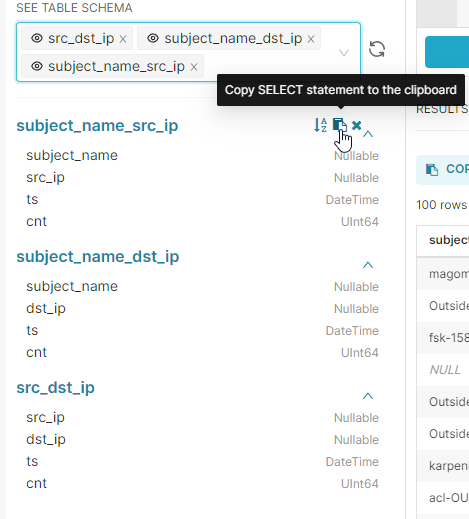 SEE TABLE SCHEMA
src_dst_ip × subject_name_dst_ip ×
subject_name_src_ip ×
Copy SELECT statement to the clipboard
RESULTS
subject_name_src_ip
subject_name Nullable
src_ip Nullable
ts DateTime
cnt UInt64
subject_name_dst_ip
subject_name Nullable
dst_ip Nullable
ts DateTime
cnt UInt64
src_dst_ip
src_ip Nullable
dst_ip Nullable
ts DateTime
cnt UInt64
COP
100 rows
subject
magom
Outside
fsk-158
NULL
Outside
Outside
karpen
acl-OU